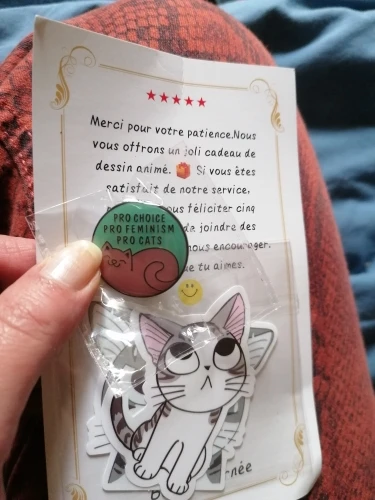 Merci pour votre patience.Nous
vous offrons un joli cadeau de
dessin animé. Si vous êtes
satisfait de notre service,
vous féliciter cinq
de joindre des
nous encourager.
que tu aimes.
PRO CHOICE
PRO FEMINISM
PRO CATS